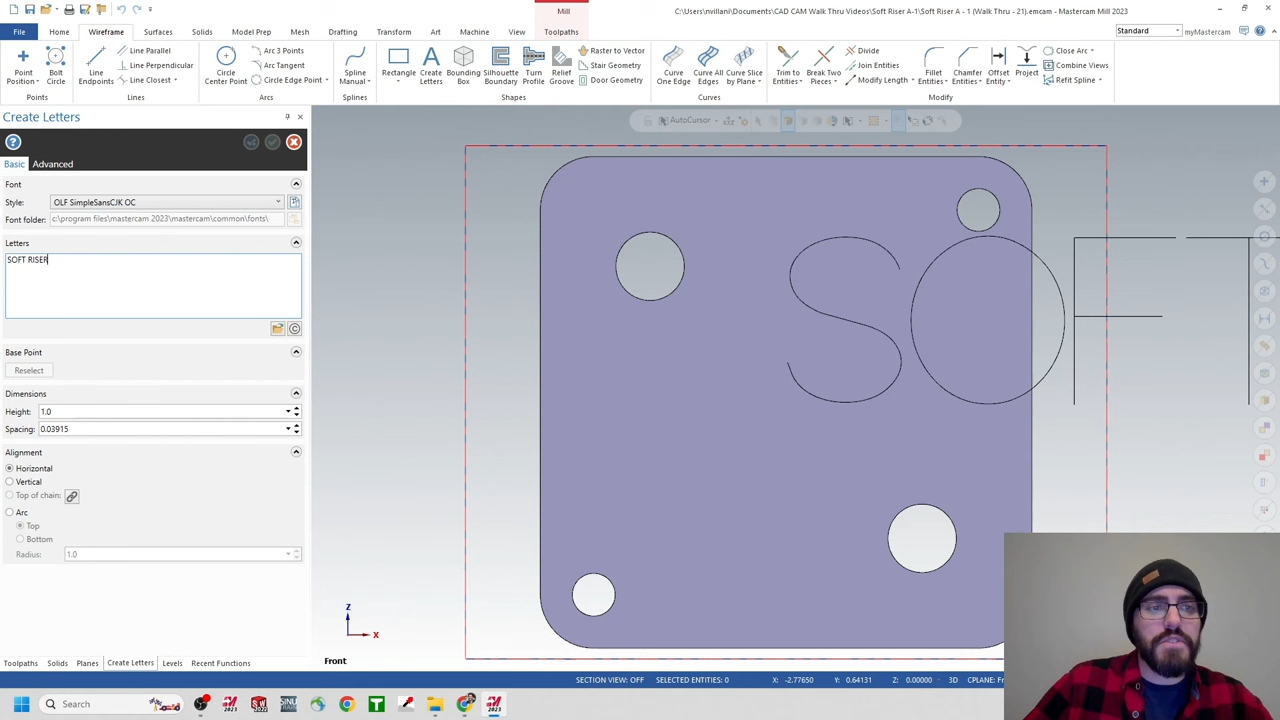 Mill
C:\Users\nvillani\Documents\CAD CAM Walk Thru Videos\Soft Riser A-1\Soft Riser A - 1 (Walk Thru - 21).emcam - Mastercam Mill 2023
File Home Wireframe Surfaces Solids Model Prep Mesh Drafting Transform Art Machine View Toolpaths
Standard myMastercam
Point Position
Bolt Circle
Points
Line Endpoints
Line Parallel
Line Perpendicular
Line Closest
Lines
Circle Center Point
Arc 3 Points
Arc Tangent
Circle Edge Point
Arcs
Spline Manual
Splines
Rectangle
Create Letters
Bounding Box
Silhouette Boundary
Turn Profile
Relief Groove
Raster to Vector
Stair Geometry
Door Geometry
Shapes
Curve One Edge
Curve All Edges
Curve Slice by Plane
Curves
Trim to Entities
Break Two Pieces
Divide
Join Entities
Modify Length
Fillet Entities
Chamfer Entities
Offset Entity
Project
Close Arc
Combine Views
Refit Spline
Modify
Create Letters
Basic Advanced
Font
Style: OLF SimpleSansCJK OC
Font folder: c:\program files\mastercam 2023\mastercam\common\fonts\
Letters
SOFT RISER
Base Point
Reselect
Dimensions
Height: 1.0
Spacing: 0.03915
Alignment
Horizontal
Vertical
Top of chain:
Arc
Top
Bottom
Radius: 1.0
AutoCursor
SOFT
Z
X
Front
Toolpaths Solids Planes Create Letters Levels Recent Functions
SECTION VIEW: OFF SELECTED ENTITIES: 0 X: -2.77650 Y: 0.64131 Z: 0.00000 3D CPLANE:
Search